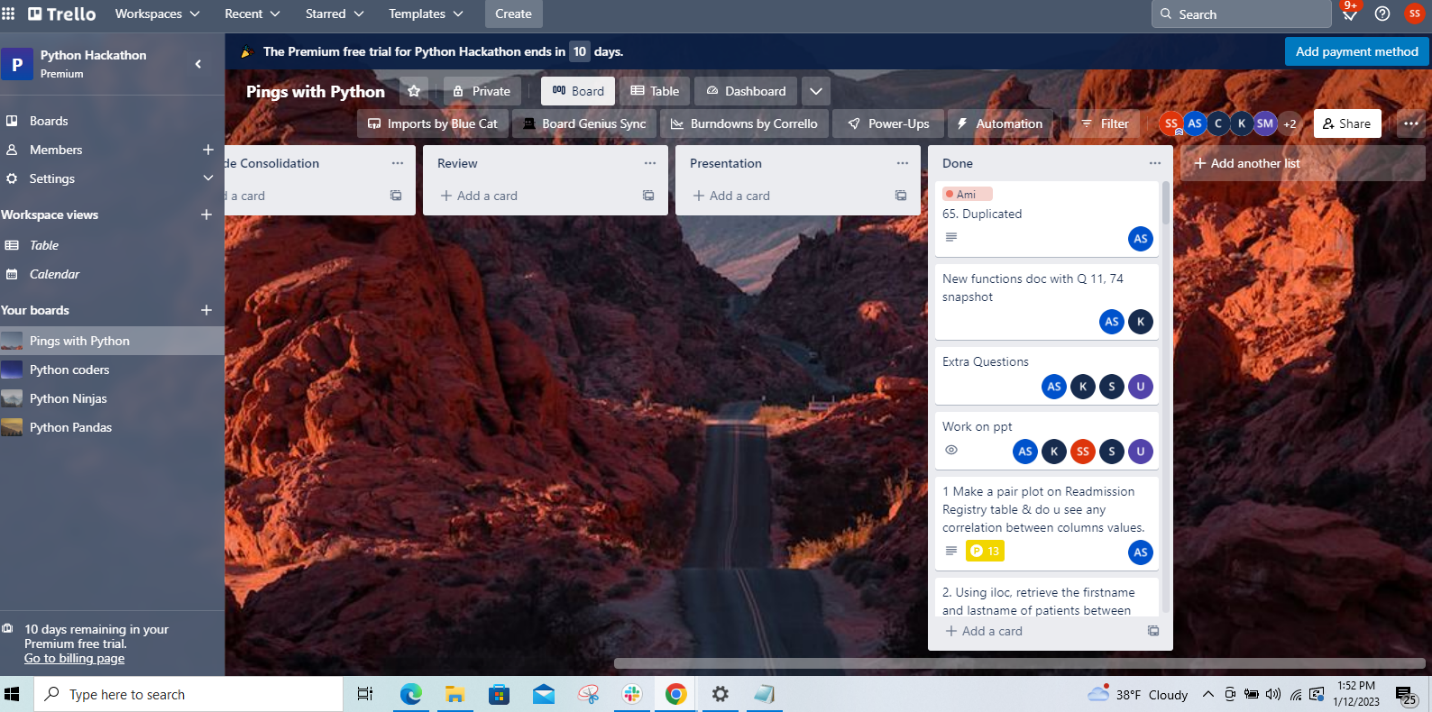 Trello Workspaces Recent Starred Templates Create Search 9+ SS
P Python Hackathon
Premium
The Premium free trial for Python Hackathon ends in 10 days. Add payment method
Pings with Python Private Board Table Dashboard
Imports by Blue Cat Board Genius Sync Burndowns by Corrello Power-Ups Automation Filter SS AS C K SM +2 Share
Boards
Members
Settings
Workspace views
Table
Calendar
Your boards
Pings with Python
Python coders
Python Ninjas
Python Pandas
10 days remaining in your
Premium free trial.
Go to billing page
de Consolidation
d a card
Review
Add a card
Presentation
Add a card
Done
Ami
65. Duplicated
AS
New functions doc with Q 11, 74
snapshot
AS K
Extra Questions
AS K S U
Work on ppt
AS K SS S U
1 Make a pair plot on Readmission
Registry table & do u see any
correlation between columns values.
P 13 AS
2. Using iloc, retrieve the firstname
and lastname of patients between
Add a card
Add another list
Type here to search
38°F Cloudy
1:52 PM
1/12/2023
25